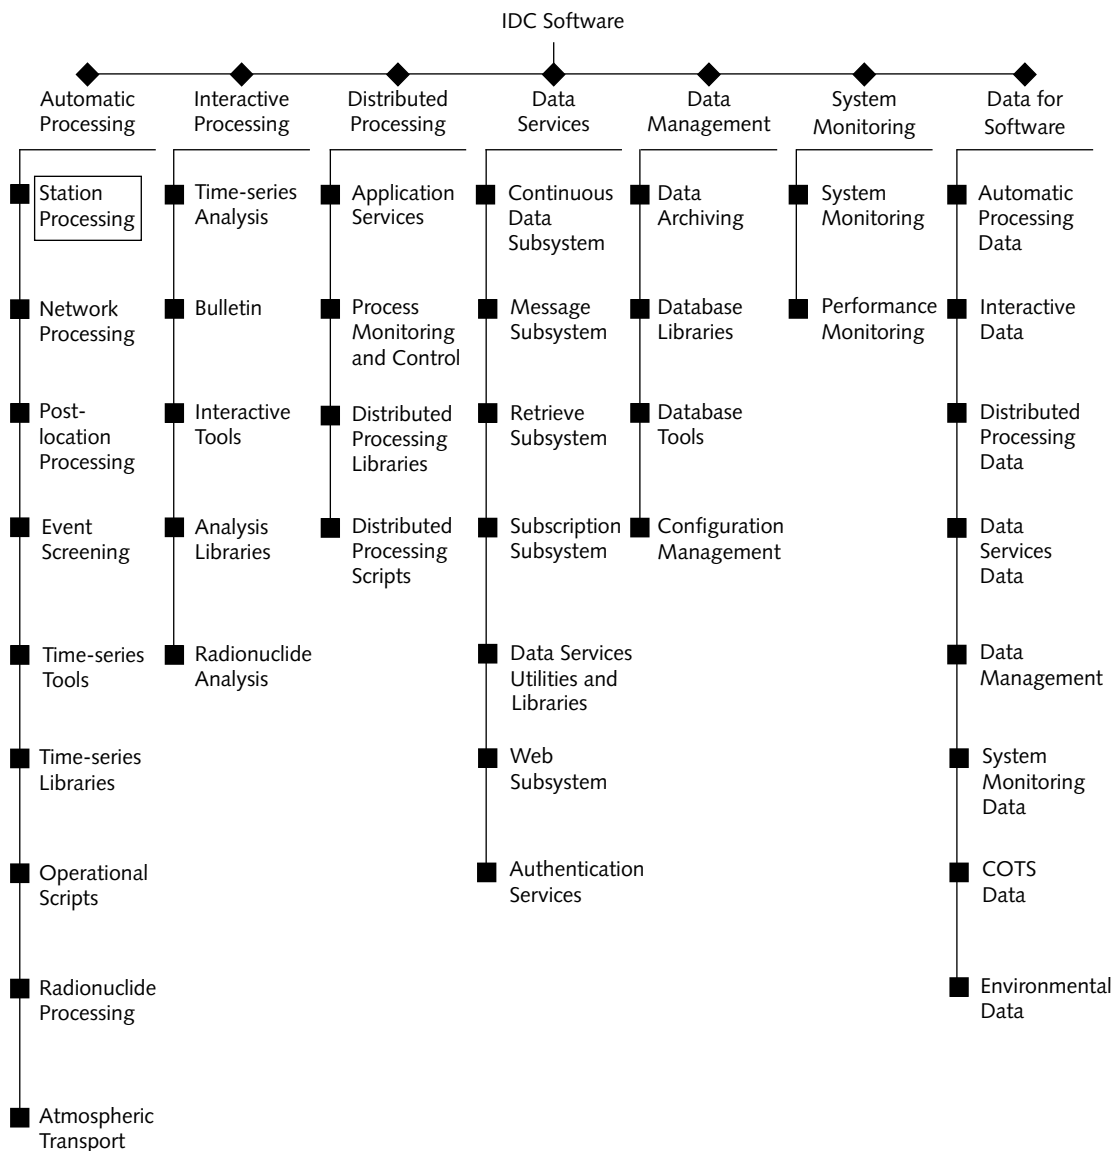 IDC Software
Automatic
Processing
Interactive
Processing
Distributed
Processing
Data
Services
Data
Management
System
Monitoring
Data for
Software
Station
Processing
Network
Processing
Post-
location
Processing
Event
Screening
Time-series
Tools
Time-series
Libraries
Operational
Scripts
Radionuclide
Processing
Atmospheric
Transport
Time-series
Analysis
Bulletin
Interactive
Tools
Analysis
Libraries
Radionuclide
Analysis
Application
Services
Process
Monitoring
and Control
Distributed
Processing
Libraries
Distributed
Processing
Scripts
Continuous
Data
Subsystem
Message
Subsystem
Retrieve
Subsystem
Subscription
Subsystem
Data Services
Utilities and
Libraries
Web
Subsystem
Authentication
Services
Data
Archiving
Database
Libraries
Database
Tools
Configuration
Management
System
Monitoring
Performance
Monitoring
Automatic
Processing
Data
Interactive
Data
Distributed
Processing
Data
Data
Services
Data
Data
Management
System
Monitoring
Data
COTS
Data
Environmental
Data